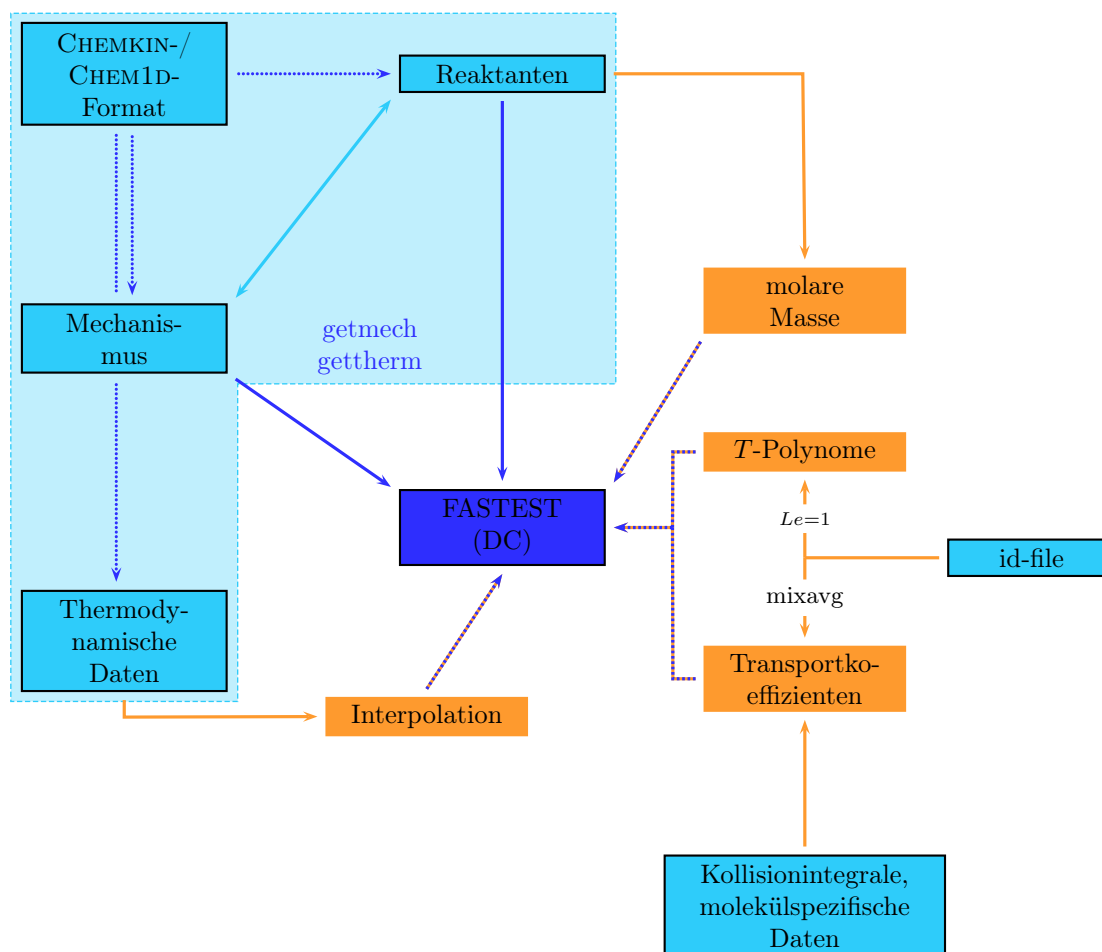 CHEMKIN-/
CHEM1D-
Format
Reaktanten
molare
Masse
Mechanis-
mus
getmech
gettherm
T-Polynome
Le=1
FASTEST
(DC)
id-file
mixavg
Thermody-
namische
Daten
Transportko-
effizienten
Interpolation
Kollisionintegrale,
molekülspezifische
Daten